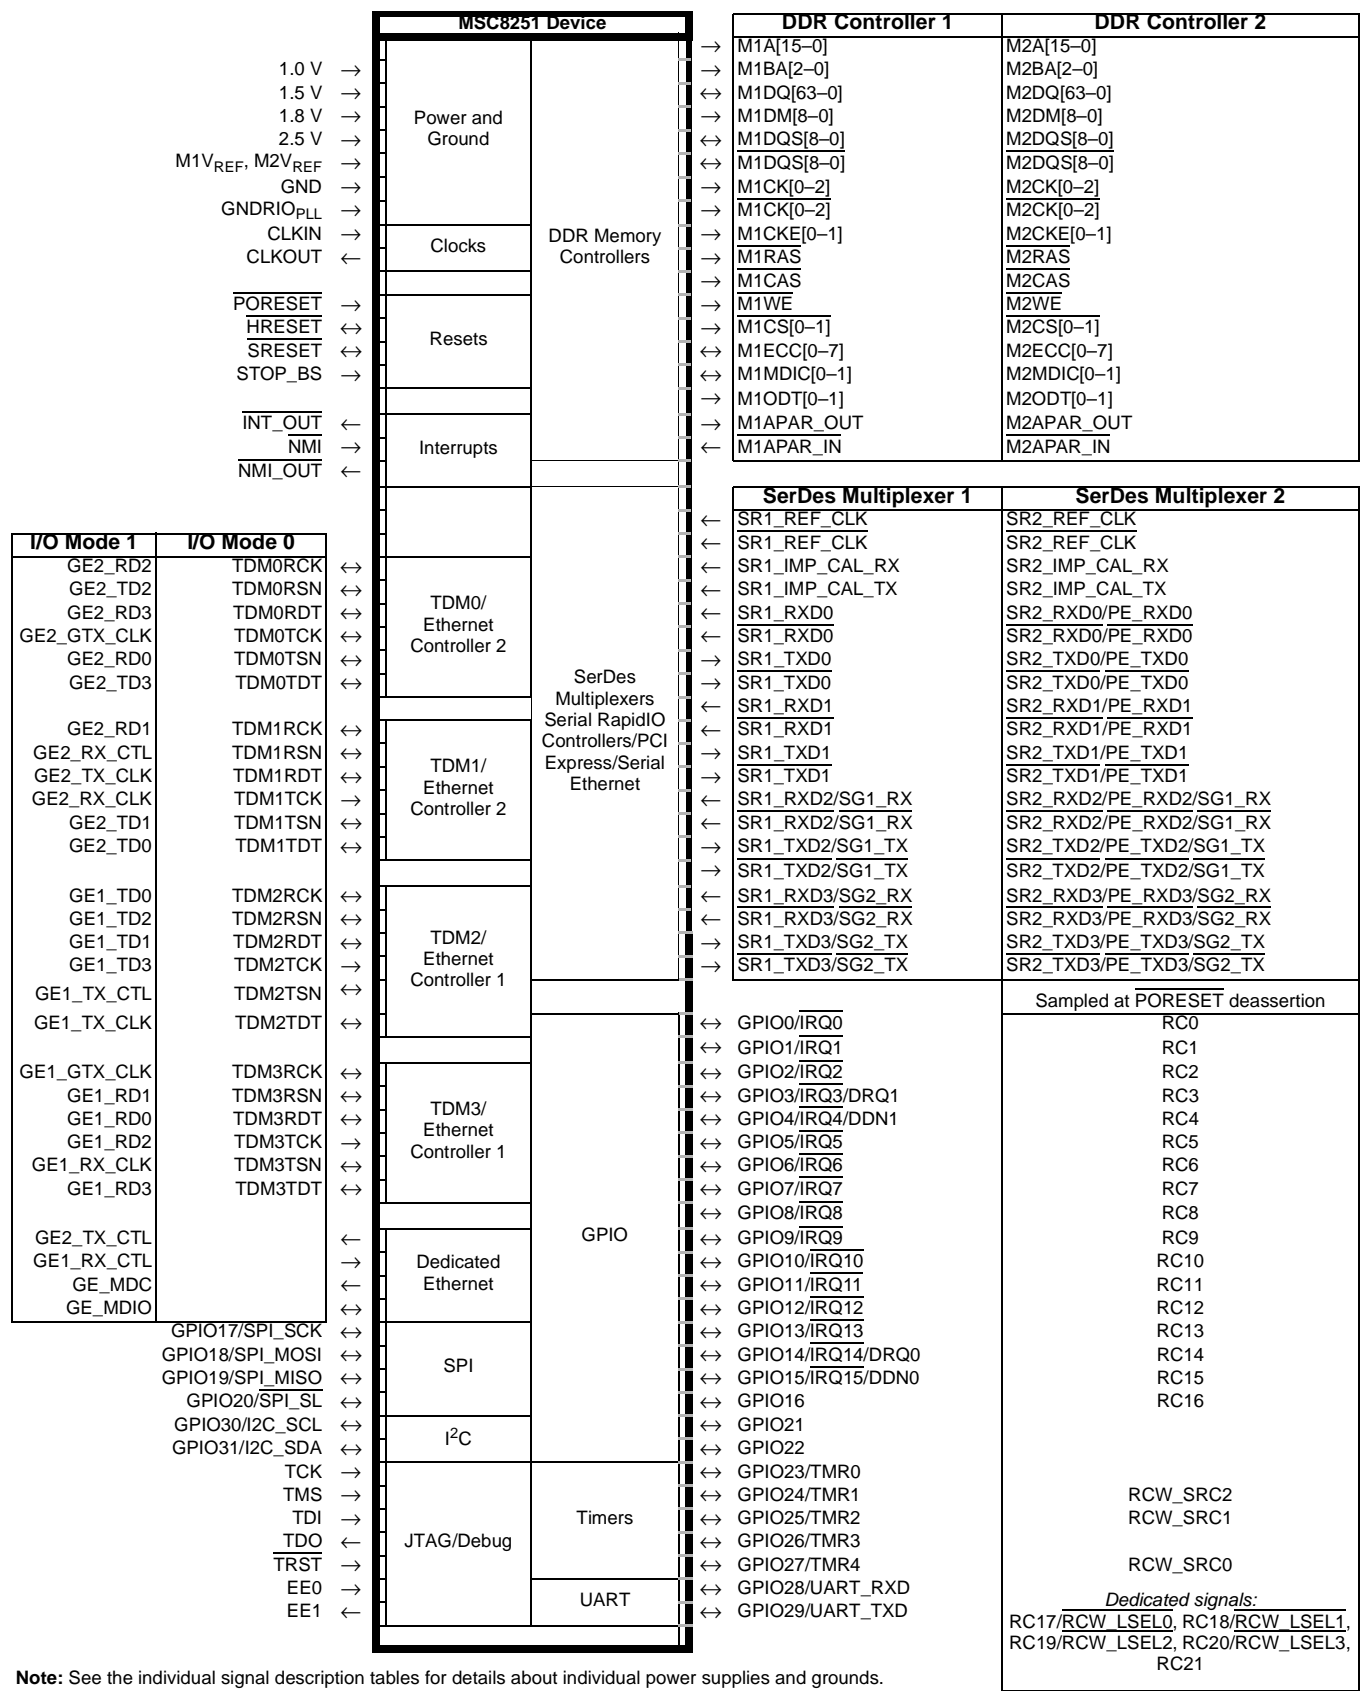 MSC8251 Device
DDR Controller 1 DDR Controller 2
→ M1A[15–0] M2A[15–0]
1.0 V → → M1BA[2–0] M2BA[2–0]
1.5 V → ↔ M1DQ[63–0] M2DQ[63–0]
1.8 V → Power and → M1DM[8–0] M2DM[8–0]
2.5 V → Ground ↔ M1DQS[8–0] M2DQS[8–0]
M1VREF, M2VREF → ↔ M1DQS[8–0] M2DQS[8–0]
GND → → M1CK[0–2] M2CK[0–2]
GNDRIOPLL → → M1CK[0–2] M2CK[0–2]
CLKIN → Clocks DDR Memory → M1CKE[0–1] M2CKE[0–1]
CLKOUT ← Controllers → M1RAS M2RAS
→ M1CAS M2CAS
PORESET → → M1WE M2WE
HRESET ↔ Resets → M1CS[0–1] M2CS[0–1]
SRESET ↔ ↔ M1ECC[0–7] M2ECC[0–7]
STOP_BS → ↔ M1MDIC[0–1] M2MDIC[0–1]
→ M1ODT[0–1] M2ODT[0–1]
INT_OUT ← → M1APAR_OUT M2APAR_OUT
NMI → Interrupts ← M1APAR_IN M2APAR_IN
NMI_OUT ←
SerDes Multiplexer 1 SerDes Multiplexer 2
← SR1_REF_CLK SR2_REF_CLK
I/O Mode 1 I/O Mode 0 ← SR1_REF_CLK SR2_REF_CLK
GE2_RD2 TDM0RCK ↔ ← SR1_IMP_CAL_RX SR2_IMP_CAL_RX
GE2_TD2 TDM0RSN ↔ TDM0/ ← SR1_IMP_CAL_TX SR2_IMP_CAL_TX
GE2_RD3 TDM0RDT ↔ Ethernet ← SR1_RXD0 SR2_RXD0/PE_RXD0
GE2_GTX_CLK TDM0TCK ↔ Controller 2 ← SR1_RXD0 SR2_RXD0/PE_RXD0
GE2_RD0 TDM0TSN ↔ → SR1_TXD0 SR2_TXD0/PE_TXD0
GE2_TD3 TDM0TDT ↔ SerDes → SR1_TXD0 SR2_TXD0/PE_TXD0
Multiplexers ← SR1_RXD1 SR2_RXD1/PE_RXD1
GE2_RD1 TDM1RCK ↔ Serial RapidIO ← SR1_RXD1 SR2_RXD1/PE_RXD1
GE2_RX_CTL TDM1RSN ↔ TDM1/ Controllers/PCI → SR1_TXD1 SR2_TXD1/PE_TXD1
GE2_TX_CLK TDM1RDT ↔ Ethernet Express/Serial → SR1_TXD1 SR2_TXD1/PE_TXD1
GE2_RX_CLK TDM1TCK → Controller 2 Ethernet ← SR1_RXD2/SG1_RX SR2_RXD2/PE_RXD2/SG1_RX
GE2_TD1 TDM1TSN ↔ ← SR1_RXD2/SG1_RX SR2_RXD2/PE_RXD2/SG1_RX
GE2_TD0 TDM1TDT ↔ → SR1_TXD2/SG1_TX SR2_TXD2/PE_TXD2/SG1_TX
→ SR1_TXD2/SG1_TX SR2_TXD2/PE_TXD2/SG1_TX
GE1_TD0 TDM2RCK ↔ ← SR1_RXD3/SG2_RX SR2_RXD3/PE_RXD3/SG2_RX
GE1_TD2 TDM2RSN ↔ TDM2/ ← SR1_RXD3/SG2_RX SR2_RXD3/PE_RXD3/SG2_RX
GE1_TD1 TDM2RDT ↔ Ethernet → SR1_TXD3/SG2_TX SR2_TXD3/PE_TXD3/SG2_TX
GE1_TD3 TDM2TCK → Controller 1 → SR1_TXD3/SG2_TX SR2_TXD3/PE_TXD3/SG2_TX
GE1_TX_CTL TDM2TSN ↔ Sampled at PORESET deassertion
GE1_TX_CLK TDM2TDT ↔ ↔ GPIO0/IRQ0 RC0
↔ GPIO1/IRQ1 RC1
GE1_GTX_CLK TDM3RCK ↔ ↔ GPIO2/IRQ2 RC2
GE1_RD1 TDM3RSN ↔ TDM3/ ↔ GPIO3/IRQ3/DRQ1 RC3
GE1_RD0 TDM3RDT ↔ Ethernet ↔ GPIO4/IRQ4/DDN1 RC4
GE1_RD2 TDM3TCK → Controller 1 ↔ GPIO5/IRQ5 RC5
GE1_RX_CLK TDM3TSN ↔ ↔ GPIO6/IRQ6 RC6
GE1_RD3 TDM3TDT ↔ ↔ GPIO7/IRQ7 RC7
↔ GPIO8/IRQ8 RC8
GE2_TX_CTL ← GPIO ↔ GPIO9/IRQ9 RC9
GE1_RX_CTL → Dedicated ↔ GPIO10/IRQ10 RC10
GE_MDC ← Ethernet ↔ GPIO11/IRQ11 RC11
GE_MDIO ↔ ↔ GPIO12/IRQ12 RC12
GPIO17/SPI_SCK ↔ ↔ GPIO13/IRQ13 RC13
GPIO18/SPI_MOSI ↔ SPI ↔ GPIO14/IRQ14/DRQ0 RC14
GPIO19/SPI_MISO ↔ ↔ GPIO15/IRQ15/DDN0 RC15
GPIO20/SPI_SL ↔ ↔ GPIO16 RC16
GPIO30/I2C_SCL ↔ I2C ↔ GPIO21
GPIO31/I2C_SDA ↔ ↔ GPIO22
TCK → ↔ GPIO23/TMR0
TMS → ↔ GPIO24/TMR1 RCW_SRC2
TDI → Timers ↔ GPIO25/TMR2 RCW_SRC1
TDO ← JTAG/Debug ↔ GPIO26/TMR3
TRST → ↔ GPIO27/TMR4 RCW_SRC0
EE0 → UART ↔ GPIO28/UART_RXD Dedicated signals:
EE1 ← ↔ GPIO29/UART_TXD RC17/RCW_LSEL0, RC18/RCW_LSEL1,
RC19/RCW_LSEL2, RC20/RCW_LSEL3,
RC21
Note: See the individual signal description tables for details about individual power supplies and grounds.